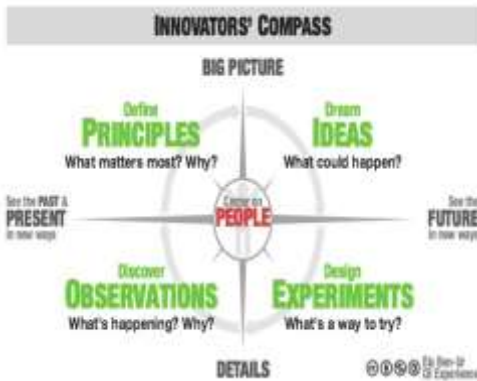 INNOVATORS' COMPASS
BIG PICTURE
Define
PRINCIPLES
What matters most? Why?
Dream
IDEAS
What could happen?
See the PAST &
PRESENT
in new ways
PEOPLE
See the
FUTURE
in new ways
Discover
OBSERVATIONS
What's happening? Why?
Design
EXPERIMENTS
What's a way to try?
DETAILS